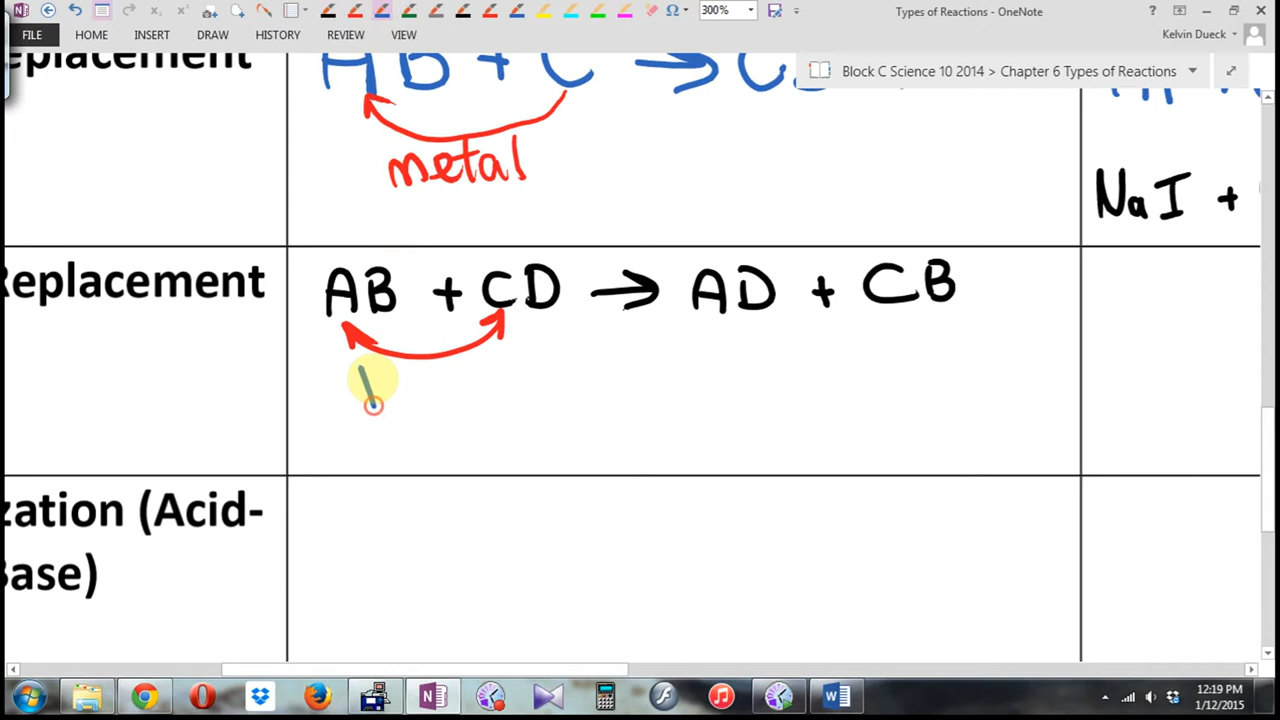 Types of Reactions - OneNote
300%
FILE HOME INSERT DRAW HISTORY REVIEW VIEW
Kelvin Dueck
Block C Science 10 2014 > Chapter 6 Types of Reactions
eplacement
AB + C → C
metal
NaI +
Replacement
AB + CD → AD + CB
zation (Acid-
Base)
12:19 PM
1/12/2015